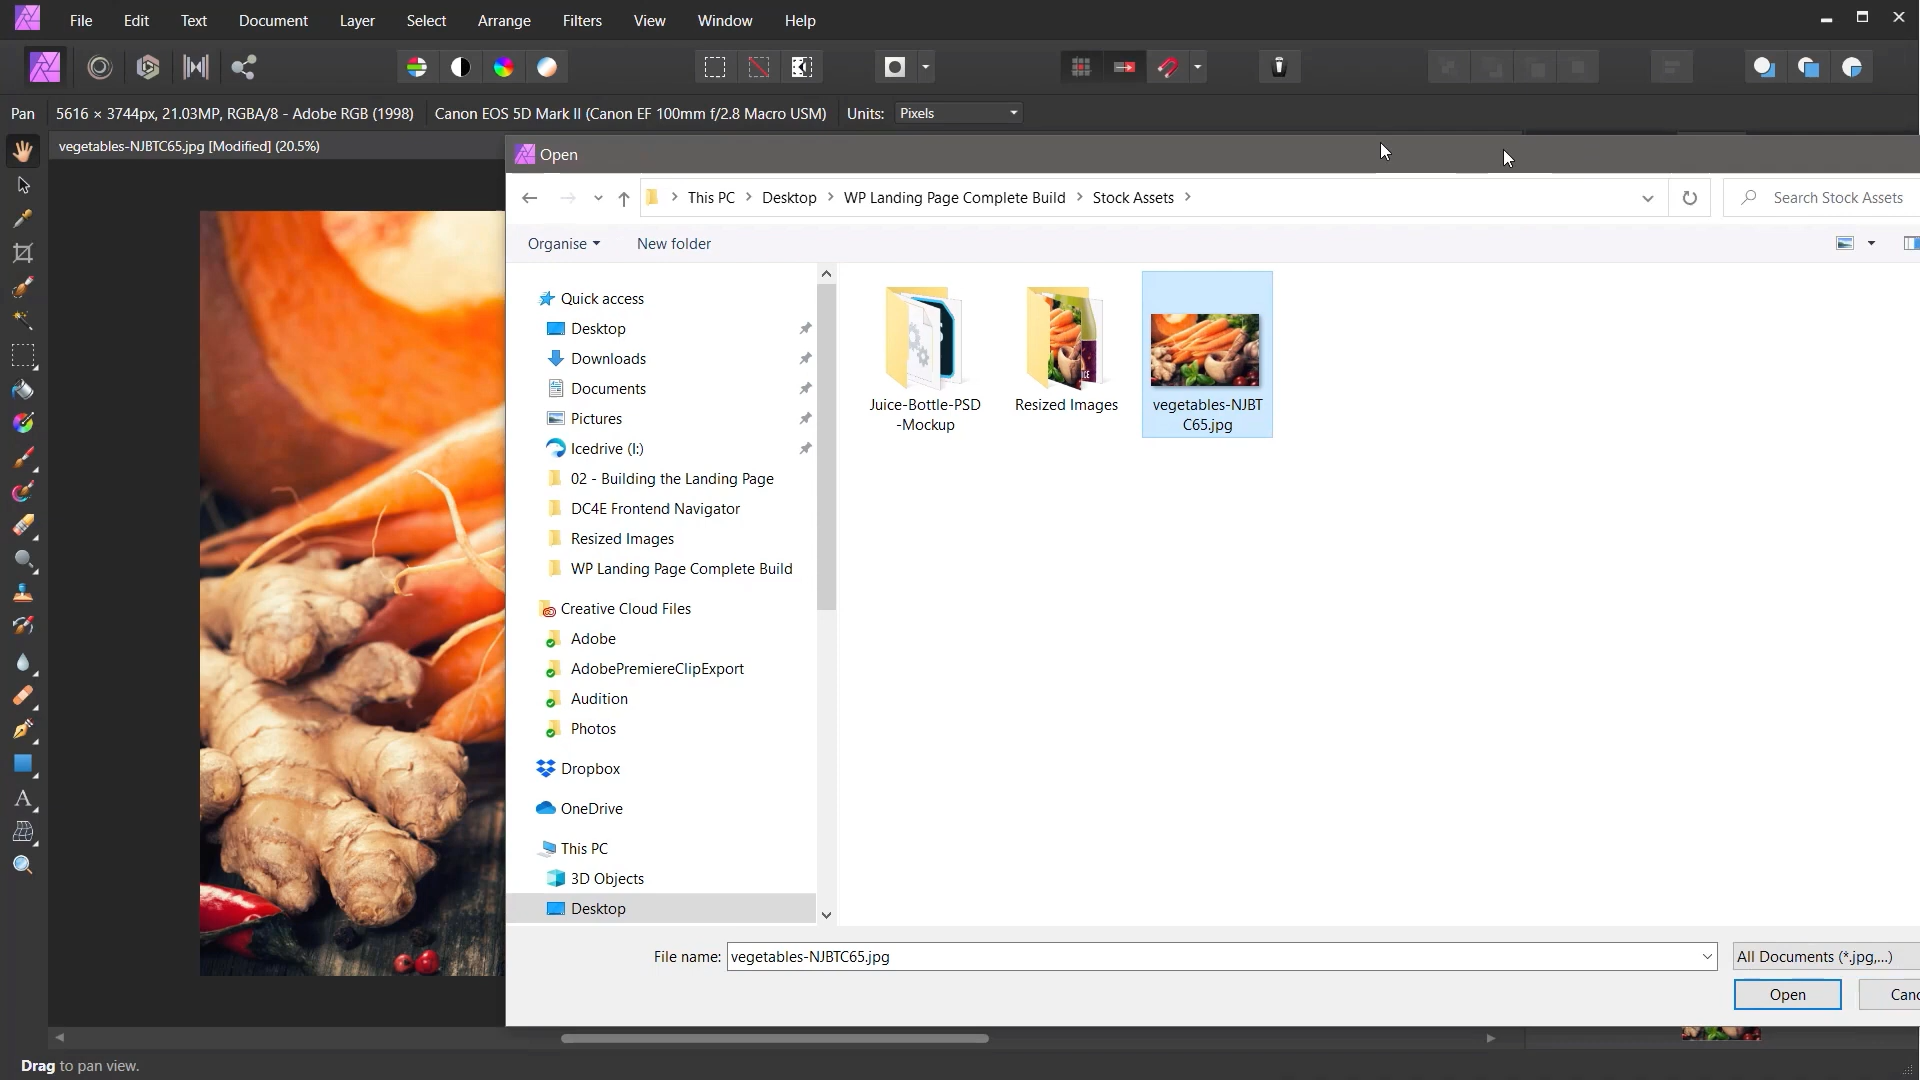 File Edit Text Document Layer Select Arrange Filters View Window Help
Pan 5616 × 3744px, 21.03MP, RGBA/8 - Adobe RGB (1998) Canon EOS 5D Mark II (Canon EF 100mm f/2.8 Macro USM) Units: Pixels
vegetables-NJBTC65.jpg [Modified] (20.5%)
Open
This PC Desktop WP Landing Page Complete Build Stock Assets Search Stock Assets
Organise New folder
Quick access
Desktop
Downloads
Documents
Pictures
Icedrive (I:)
02 - Building the Landing Page
DC4E Frontend Navigator
Resized Images
WP Landing Page Complete Build
Creative Cloud Files
Adobe
AdobePremiereClipExport
Audition
Photos
Dropbox
OneDrive
This PC
3D Objects
Desktop
Juice-Bottle-PSD
-Mockup
Resized Images
vegetables-NJBT
C65.jpg
File name: vegetables-NJBTC65.jpg All Documents (*.jpg,...)
Open Canc
Drag to pan view.